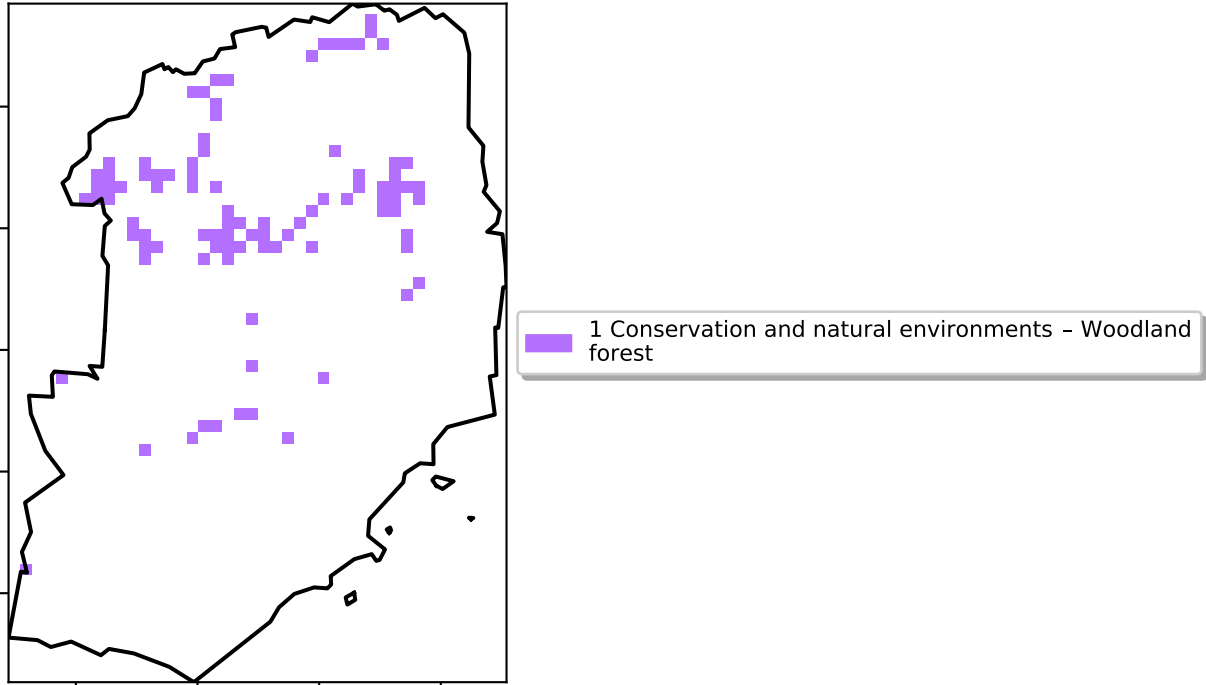 1 Conservation and natural environments – Woodland
forest